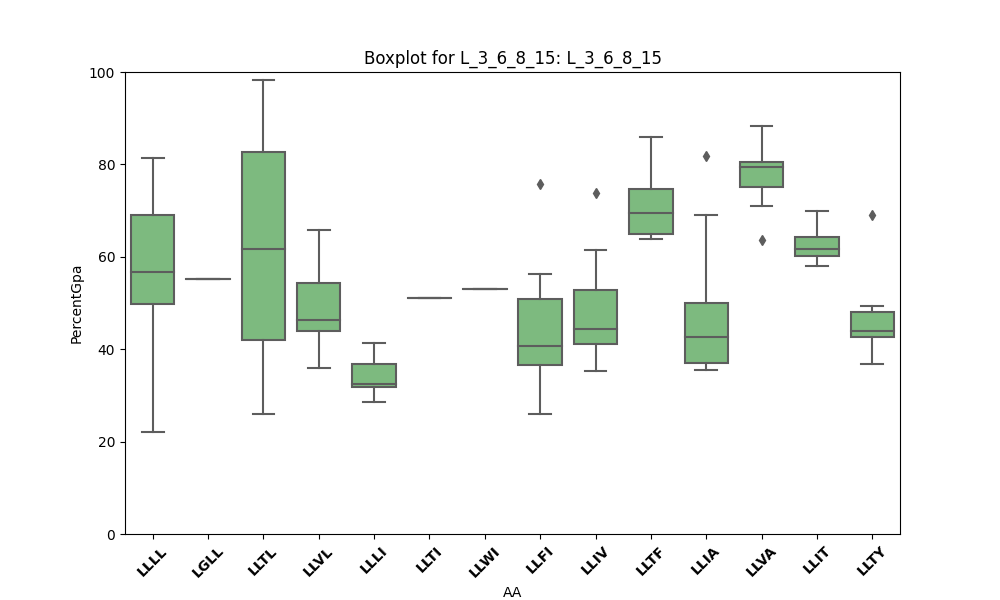 Boxplot for L_3_6_8_15: L_3_6_8_15
100
80
60
40
20
0
PercentGpa
LLLL LGLL LLTL LLVL LLLI LLTI LLWI LLFI LLIV LLTF LLIA LLVA LLIT LLTY
AA